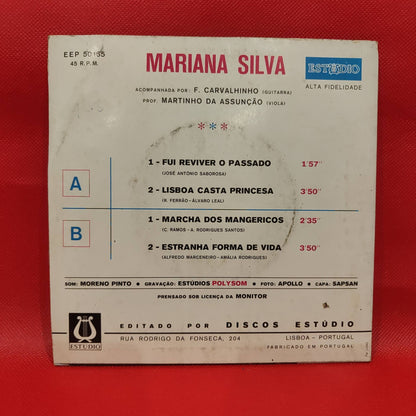 EEP 50195
45 R.P.M.
MARIANA SILVA
ESTÚDIO
ALTA FIDELIDADE
ACOMPANHADA POR: F. CARVALHINHO (GUITARRA)
PROF. MARTINHO DA ASSUNÇÃO (VIOLA)
***
A
1 - FUI REVIVER O PASSADO 1'57''
(JOSÉ ANTÓNIO SABOROSA)
2 - LISBOA CASTA PRINCESA 3'50''
(R. FERRÃO - ÁLVARO LEAL)
B
1 - MARCHA DOS MANGERICOS 2'35''
(C. RAMOS - A. RODRIGUES SANTOS)
2 - ESTRANHA FORMA DE VIDA 3'50''
(ALFREDO MARCENEIRO - AMÁLIA RODRIGUES)
SOM: MORENO PINTO • GRAVAÇÃO: ESTÚDIOS POLYSOM • FOTO: APOLLO • CAPA: SAPSAN
PRENSADO SOB LICENÇA DA MONITOR
ESTÚDIO
EDITADO POR DISCOS ESTÚDIO
RUA RODRIGO DA FONSECA, 204 LISBOA - PORTUGAL
FABRICADO EM PORTUGAL